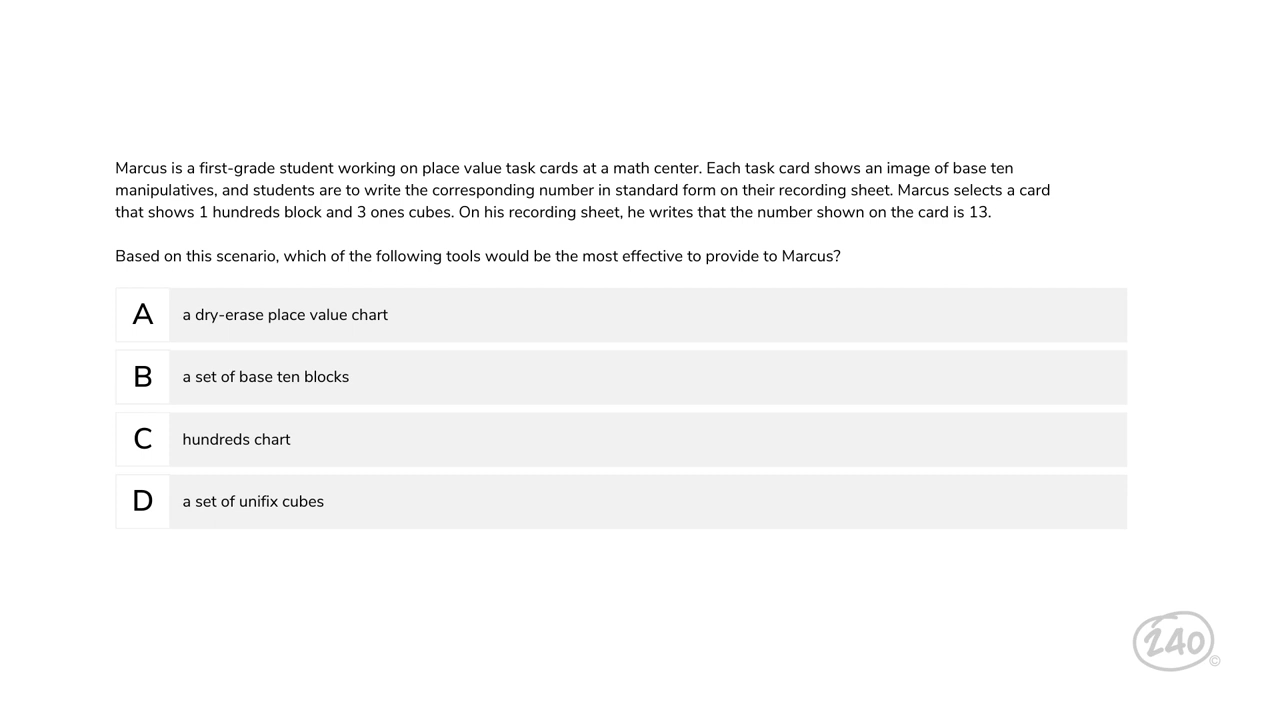 Marcus is a first-grade student working on place value task cards at a math center. Each task card shows an image of base ten
manipulatives, and students are to write the corresponding number in standard form on their recording sheet. Marcus selects a card
that shows 1 hundreds block and 3 ones cubes. On his recording sheet, he writes that the number shown on the card is 13.
Based on this scenario, which of the following tools would be the most effective to provide to Marcus?
A a dry-erase place value chart
B a set of base ten blocks
C hundreds chart
D a set of unifix cubes
240 ©